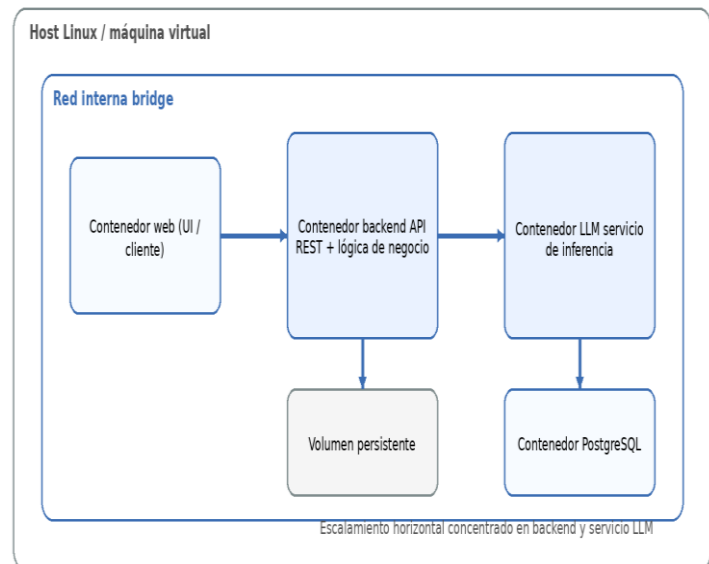 Host Linux / máquina virtual
Red interna bridge
Contenedor web (UI /
cliente)
Contenedor backend API
REST + lógica de negocio
Contenedor LLM servicio
de inferencia
Volumen persistente
Contenedor PostgreSQL
Escalamiento horizontal concentrado en backend y servicio LLM